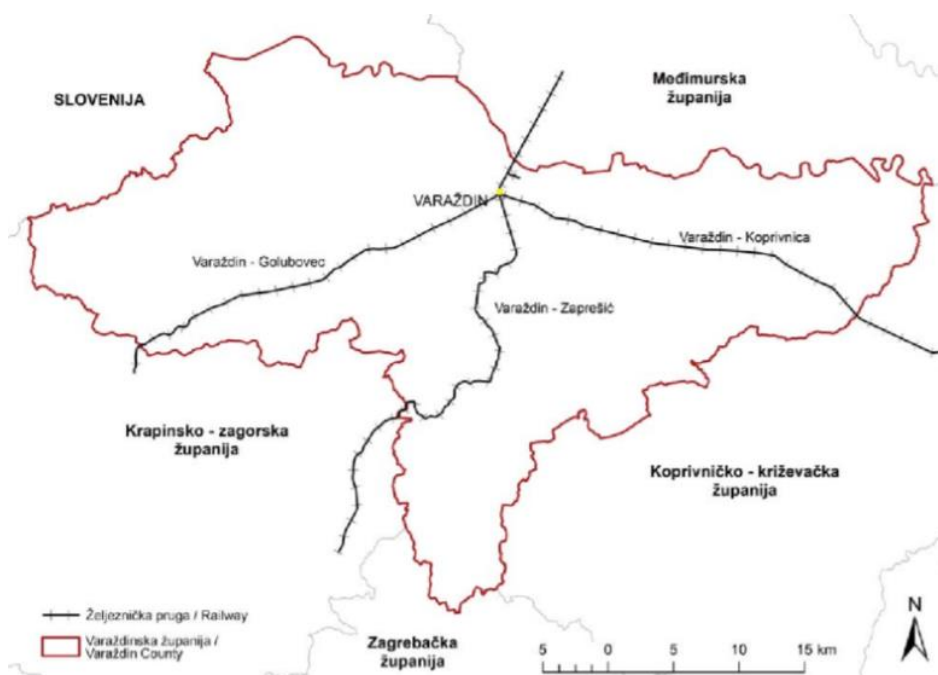 SLOVENIJA
Međimurska
županija
VARAŽDIN
Varaždin - Koprivnica
Varaždin - Golubovec
Varaždin - Zaprešić
Krapinsko - zagorska
županija
Koprivničko - križevačka
županija
Željeznička pruga / Railway
Varaždinska županija /
Varaždin County
Zagrebačka
županija
N
5 0 5 10 15 km